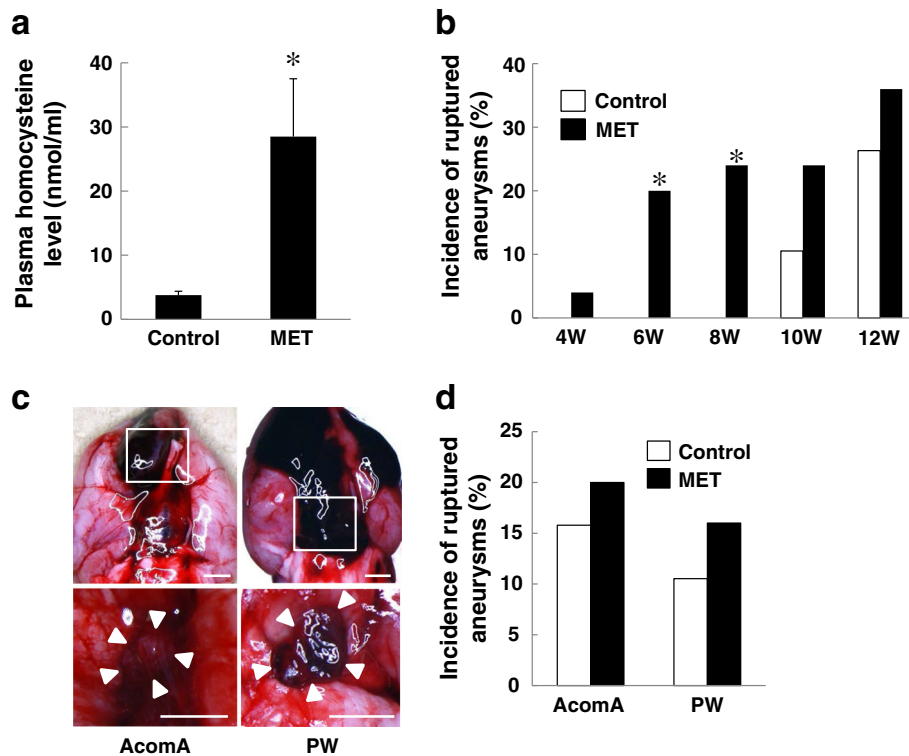 a
40
30
20
10
0
Plasma homocysteine
level (nmol/ml)
*
Control
MET
b
40
30
20
10
0
Incidence of ruptured
aneurysms (%)
Control
MET
*
*
4W
6W
8W
10W
12W
c
AcomA
PW
d
25
20
15
10
5
0
Incidence of ruptured
aneurysms (%)
Control
MET
AcomA
PW